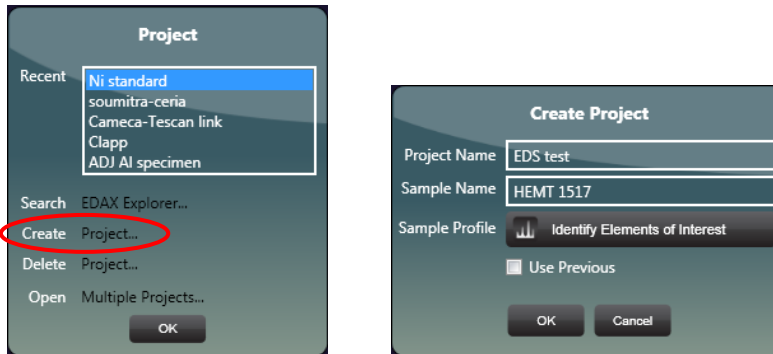 Project
Recent
Ni standard
soumitra-ceria
Cameca-Tescan link
Clapp
ADJ Al specimen
Search EDAX Explorer...
Create Project...
Delete Project...
Open Multiple Projects...
OK
Create Project
Project Name EDS test
Sample Name HEMT 1517
Sample Profile Identify Elements of Interest
Use Previous
OK Cancel